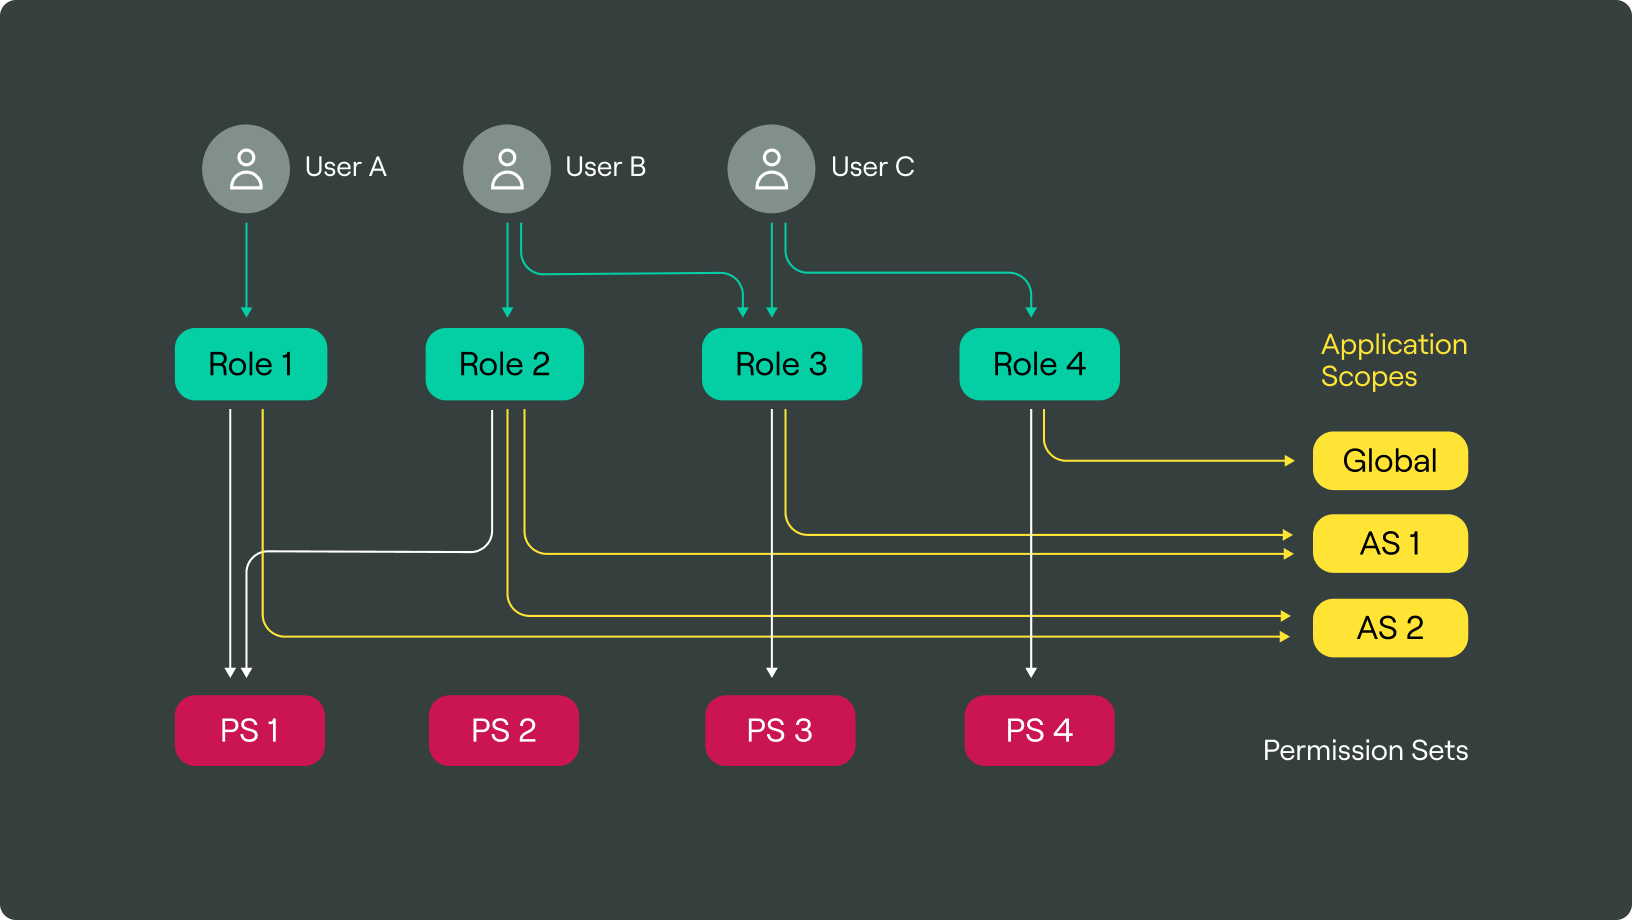 User A
User B
User C
Role 1
Role 2
Role 3
Role 4
Application
Scopes
Global
AS 1
AS 2
PS 1
PS 2
PS 3
PS 4
Permission Sets